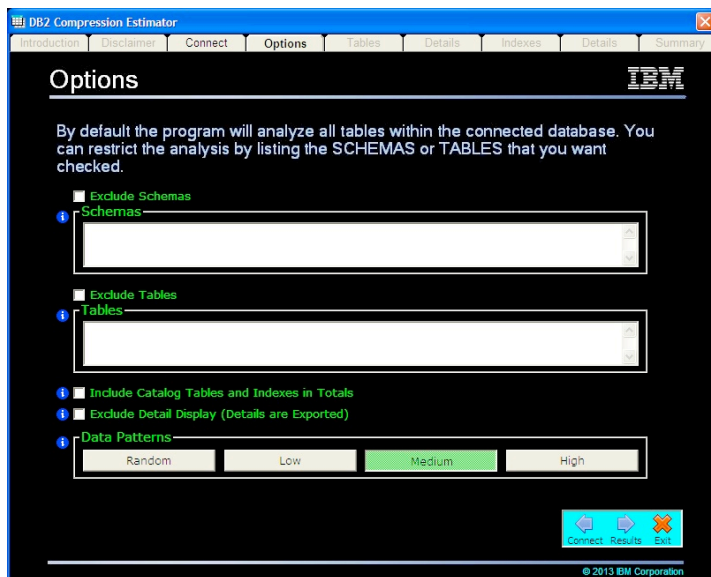 DB2 Compression Estimator
Introduction Disclaimer Connect Options Tables Details Indexes Details Summary
Options
IBM
By default the program will analyze all tables within the connected database. You
can restrict the analysis by listing the SCHEMAS or TABLES that you want
checked.
Exclude Schemas
Schemas
Exclude Tables
Tables
Include Catalog Tables and Indexes in Totals
Exclude Detail Display (Details are Exported)
Data Patterns
Random Low Medium High
Connect Results Exit
© 2013 IBM Corporation